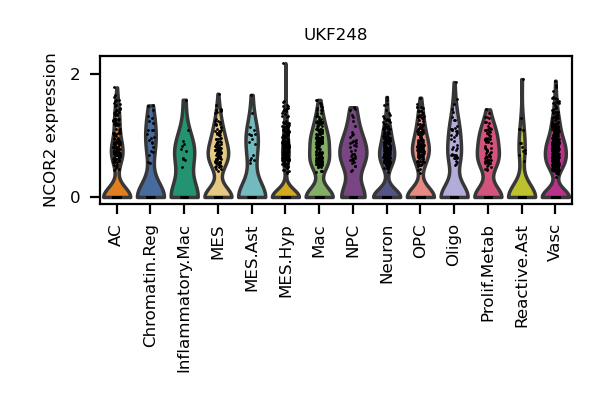 UKF248
NCOR2 expression
2
0
AC
Chromatin.Reg
Inflammatory.Mac
MES
MES.Ast
MES.Hyp
Mac
NPC
Neuron
OPC
Oligo
Prolif.Metab
Reactive.Ast
Vasc